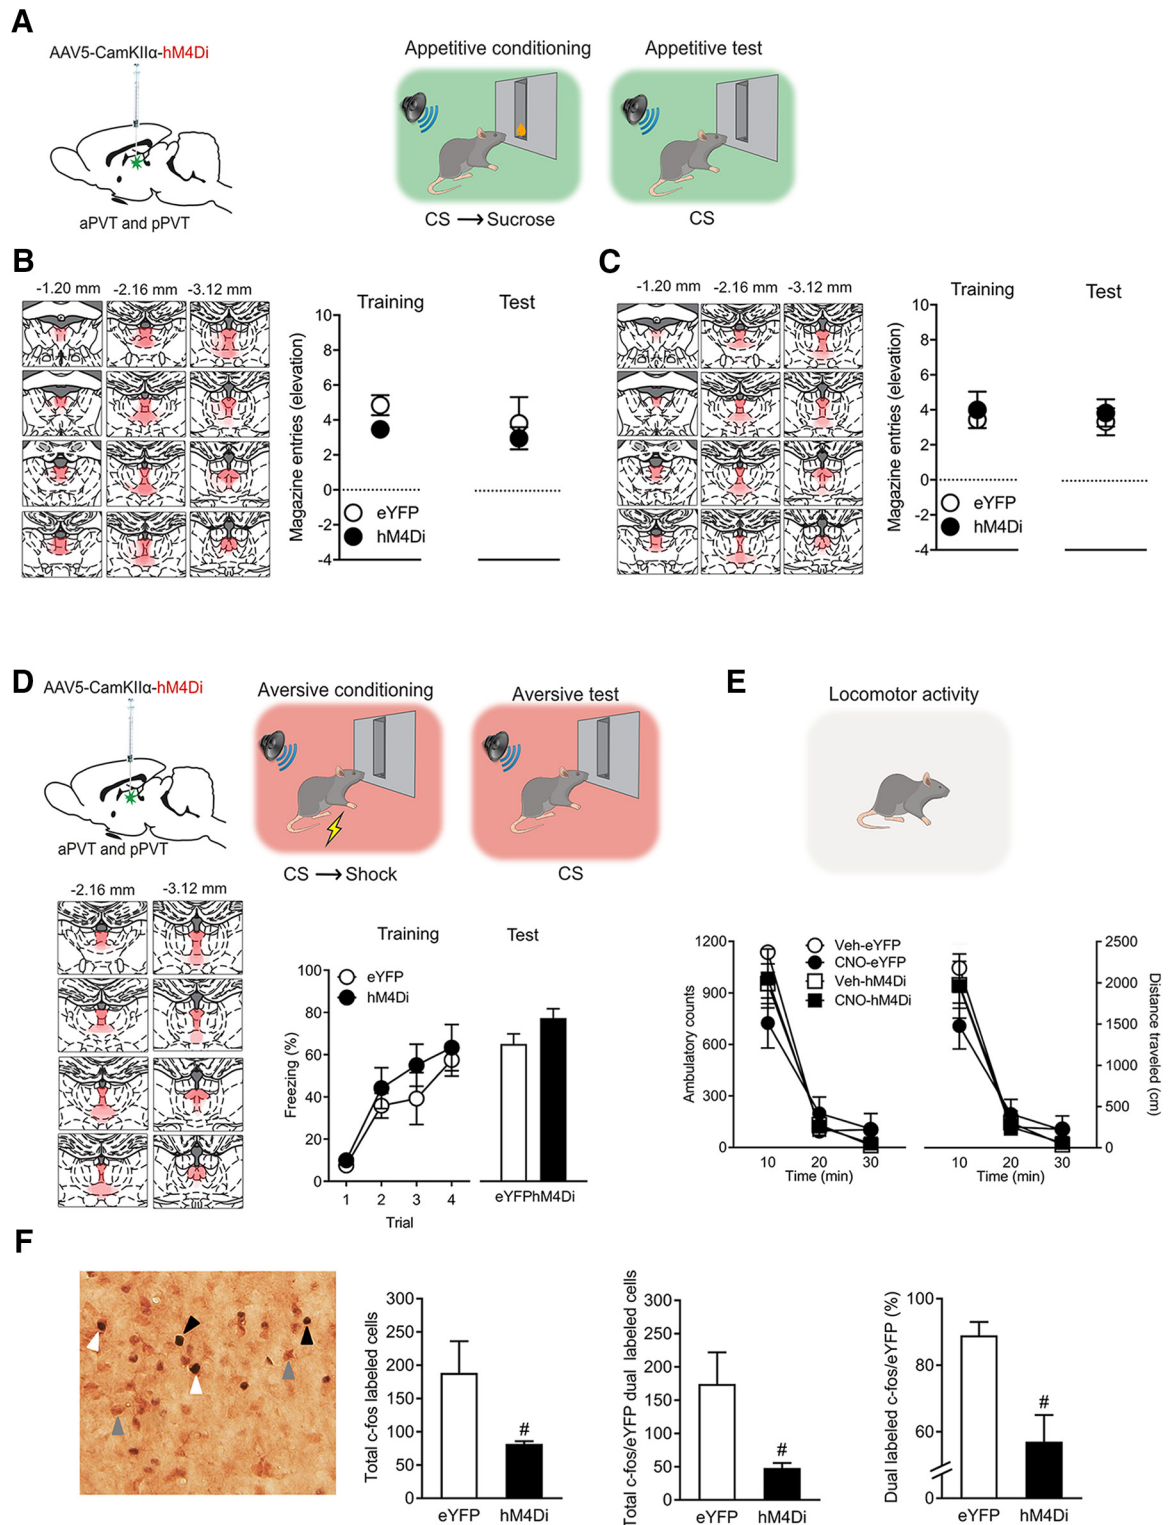 A
AAV5-CamKIIα-hM4Di
aPVT and pPVT
Appetitive conditioning
CS → Sucrose
Appetitive test
CS
B
-1.20 mm -2.16 mm -3.12 mm
Training
Test
Magazine entries (elevation)
10
8
6
4
2
0
-2
-4
eYFP
hM4Di
C
-1.20 mm -2.16 mm -3.12 mm
Training
Test
Magazine entries (elevation)
10
8
6
4
2
0
-2
-4
eYFP
hM4Di
D
AAV5-CamKIIα-hM4Di
aPVT and pPVT
Aversive conditioning
CS → Shock
Aversive test
CS
-2.16 mm -3.12 mm
Training
Test
Freezing (%)
100
80
60
40
20
0
eYFP
hM4Di
1 2 3 4
Trial
eYFPhM4Di
E
Locomotor activity
Ambulatory counts
1200
900
600
300
0
Veh-eYFP
CNO-eYFP
Veh-hM4Di
CNO-hM4Di
10 20 30
Time (min)
10 20 30
Time (min)
2500
2000
1500
1000
500
0
Distance traveled (cm)
F
Total c-fos labeled cells
300
250
200
150
100
50
0
#
eYFP hM4Di
Total c-fos/eYFP dual labeled cells
300
250
200
150
100
50
0
#
eYFP hM4Di
Dual labeled c-fos/eYFP (%)
100
80
60
0
#
eYFP hM4Di